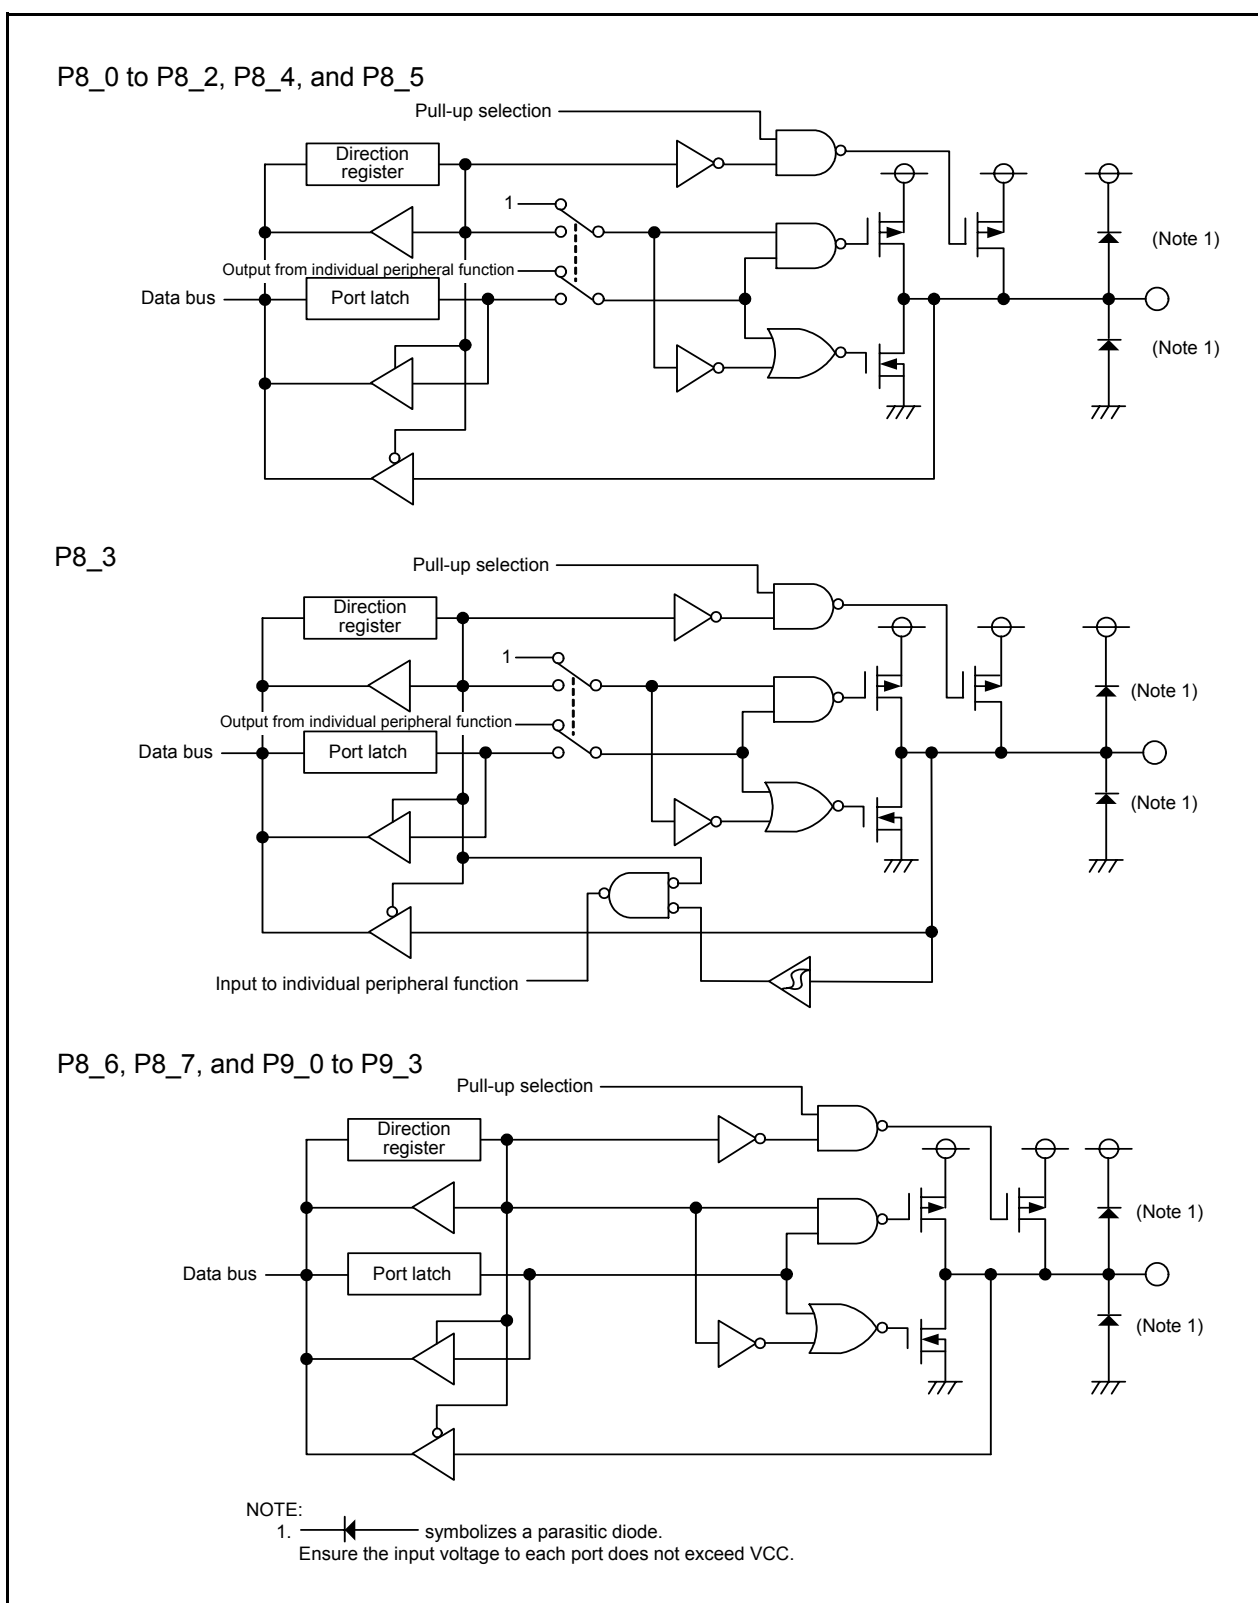 P8_0 to P8_2, P8_4, and P8_5
Pull-up selection
Direction
register
1
(Note 1)
Output from individual peripheral function
Data bus
Port latch
(Note 1)
P8_3
Pull-up selection
Direction
register
1
(Note 1)
Output from individual peripheral function
Data bus
Port latch
(Note 1)
Input to individual peripheral function
P8_6, P8_7, and P9_0 to P9_3
Pull-up selection
Direction
register
(Note 1)
Data bus
Port latch
(Note 1)
NOTE:
1. symbolizes a parasitic diode.
Ensure the input voltage to each port does not exceed VCC.